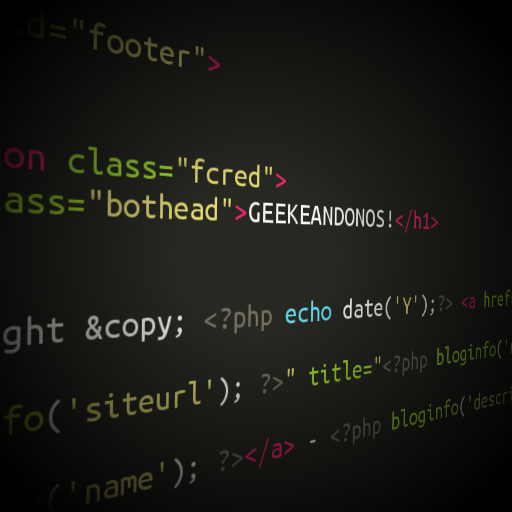 d="footer">
on class="fcred">
ass="bothead">GEEKEANDONOS!</h1>
ght &copy; <?php echo date('Y');?> <a href=
fo('siteurl'); ?>" title="<?php bloginfo('
('name'); ?></a> - <?php bloginfo('descri